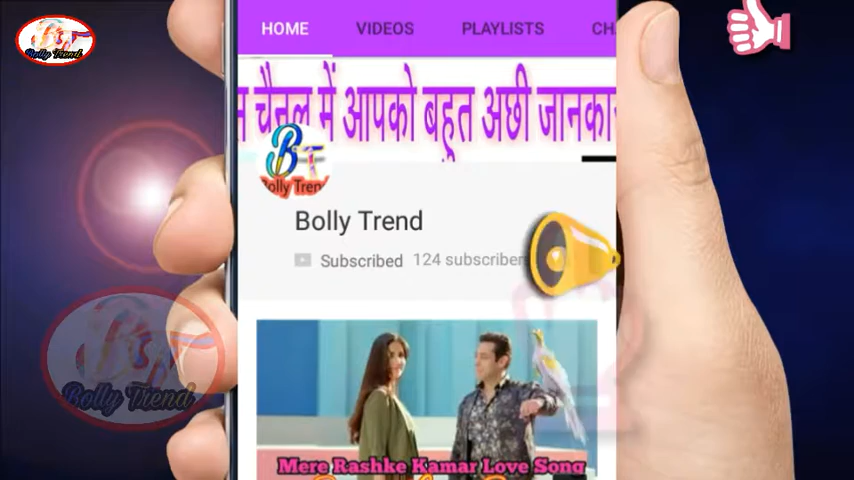 Bolly Trend
HOME VIDEOS PLAYLISTS
चैनल में आपको बहुत अछी
BT
Bolly Trend
Bolly Trend
Subscribed 124 subscriber
Bolly Trend
Mere Rashke Kamar Love Song